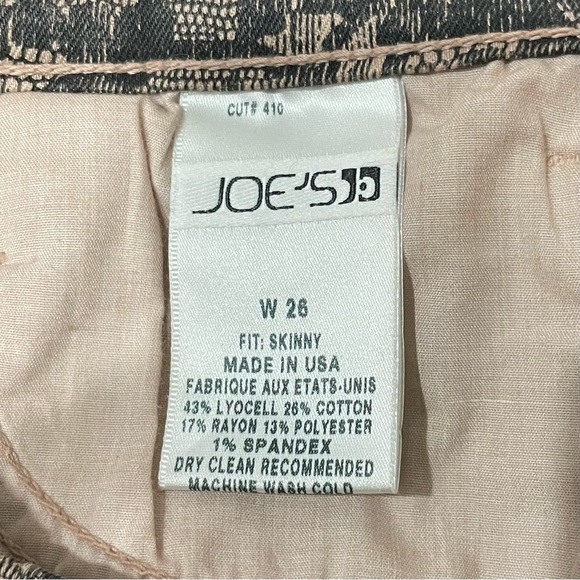 CUT# 410
JOE'S
W 26
FIT: SKINNY
MADE IN USA
FABRIQUE AUX ETATS-UNIS
43% LYOCELL 26% COTTON
17% RAYON 13% POLYESTER
1% SPANDEX
DRY CLEAN RECOMMENDED
MACHINE WASH COLD